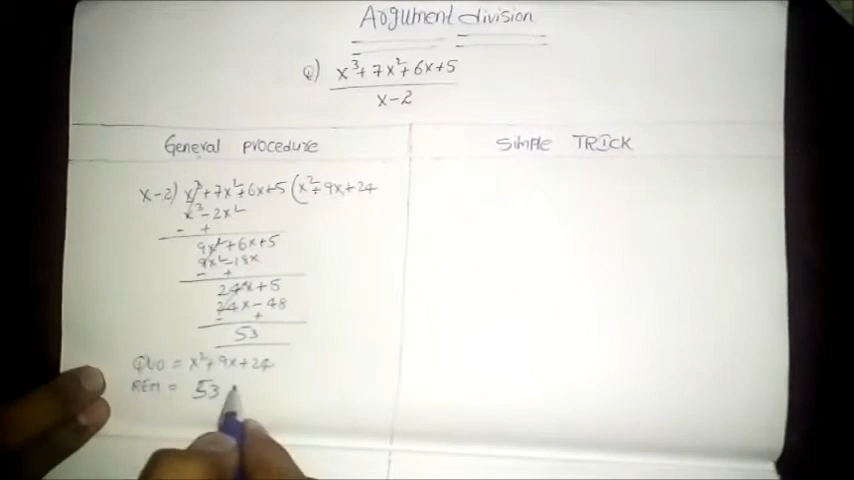 Argument division
Q) x³+7x²+6x+5
x-2
General procedure
x-2) x³+7x²+6x+5 (x²+9x+24
x³-2x²
- +
9x²+6x+5
9x²-18x
- +
24x+5
24x-48
- +
53
QUO = x²+9x+24
REM = 53
SIMPLE TRICK